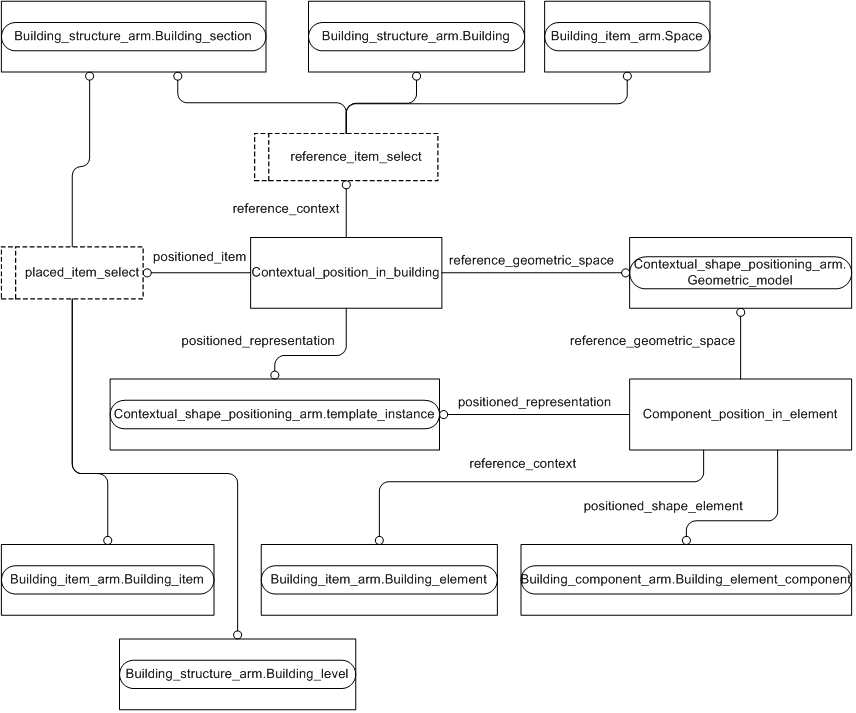 Building_structure_arm.Building_section
Building_structure_arm.Building
Building_item_arm.Space
reference_item_select
reference_context
positioned_item
reference_geometric_space
placed_item_select
Contextual_position_in_building
Contextual_shape_positioning_arm.
Geometric_model
positioned_representation
reference_geometric_space
positioned_representation
Contextual_shape_positioning_arm.template_instance
Component_position_in_element
reference_context
positioned_shape_element
Building_item_arm.Building_item
Building_item_arm.Building_element
Building_component_arm.Building_element_component
Building_structure_arm.Building_level